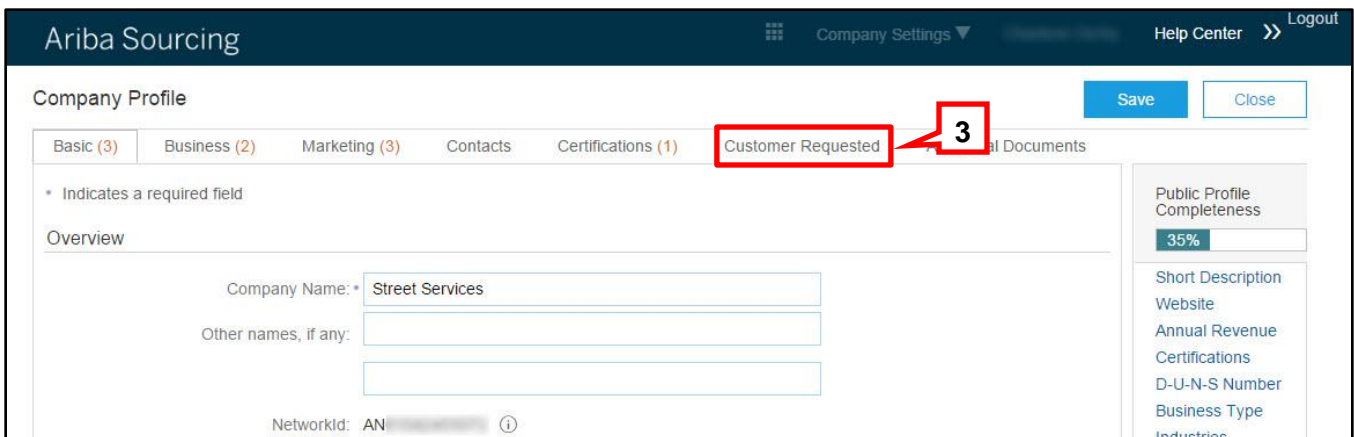 Logout
Ariba Sourcing Company Settings Help Center
Company Profile Save Close
3
Basic (3) Business (2) Marketing (3) Contacts Certifications (1) Customer Requested Documents
* Indicates a required field
Public Profile
Completeness
Overview
35%
Company Name: * Street Services
Short Description
Website
Other names, if any:
Annual Revenue
Certifications
D-U-N-S Number
Business Type
NetworkId: AN
Industries